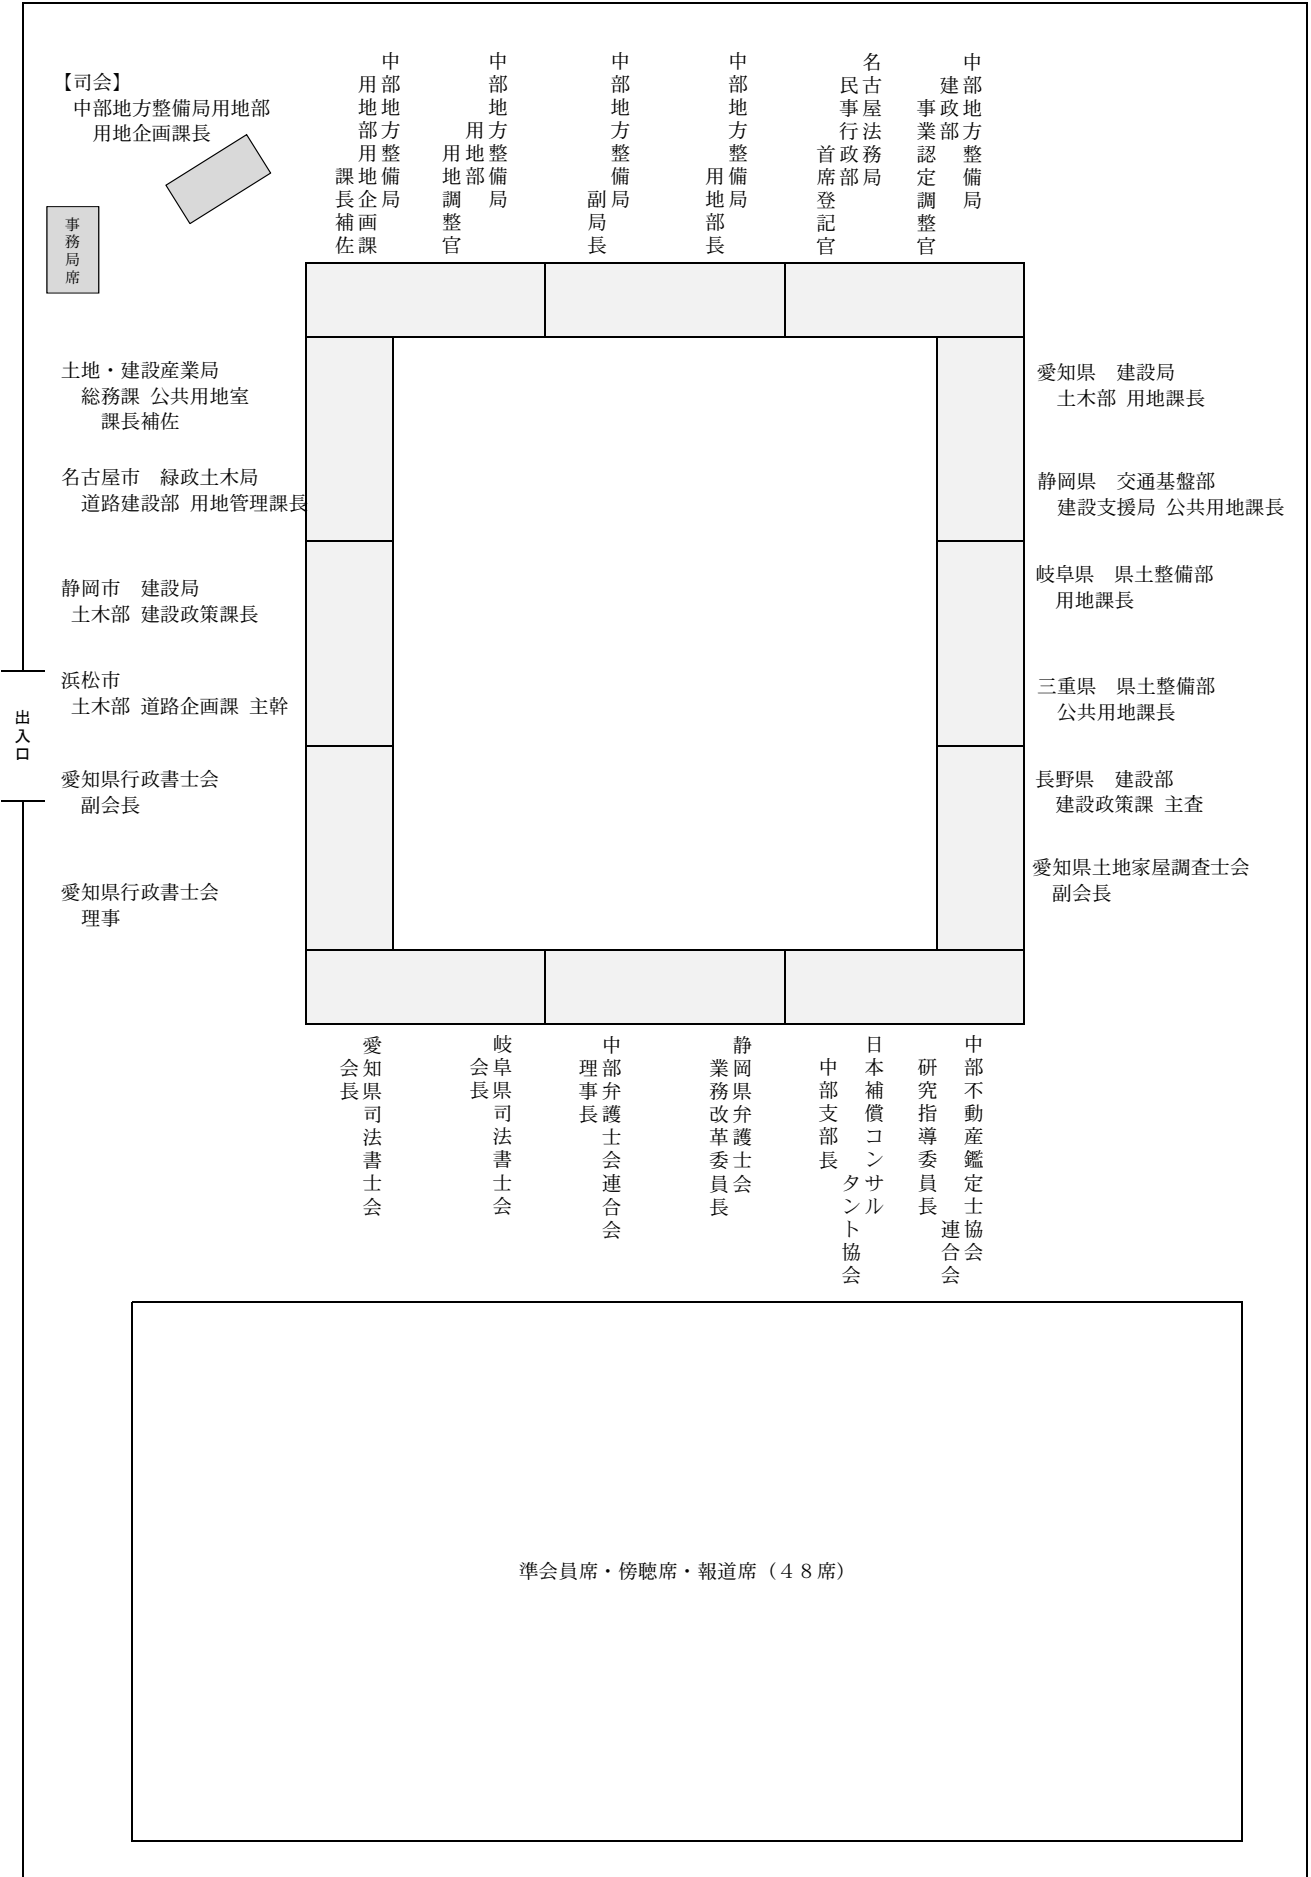 【司会】
中部地方整備局用地部
用地企画課長
事務局席
中部地方整備局
用地部用地企画課
課長補佐
中部地方整備局
用地部
用地調整官
中部地方整備局
副局長
中部地方整備局
用地部長
名古屋法務局
民事行政部
首席登記官
中部地方整備局
建政部
事業認定調整官
土地・建設産業局
総務課 公共用地室
課長補佐
名古屋市　緑政土木局
道路建設部 用地管理課長
静岡市　建設局
土木部 建設政策課長
浜松市
土木部 道路企画課 主幹
愛知県行政書士会
副会長
愛知県行政書士会
理事
出入口
愛知県　建設局
土木部 用地課長
静岡県　交通基盤部
建設支援局 公共用地課長
岐阜県　県土整備部
用地課長
三重県　県土整備部
公共用地課長
長野県　建設部
建設政策課 主査
愛知県土地家屋調査士会
副会長
愛知県司法書士会
会長
岐阜県司法書士会
会長
中部弁護士会連合会
理事長
静岡県弁護士会
業務改革委員長
日本補償コンサル
タント協会
中部支部長
中部不動産鑑定士協会
連合会
研究指導委員長
準会員席・傍聴席・報道席（４８席）